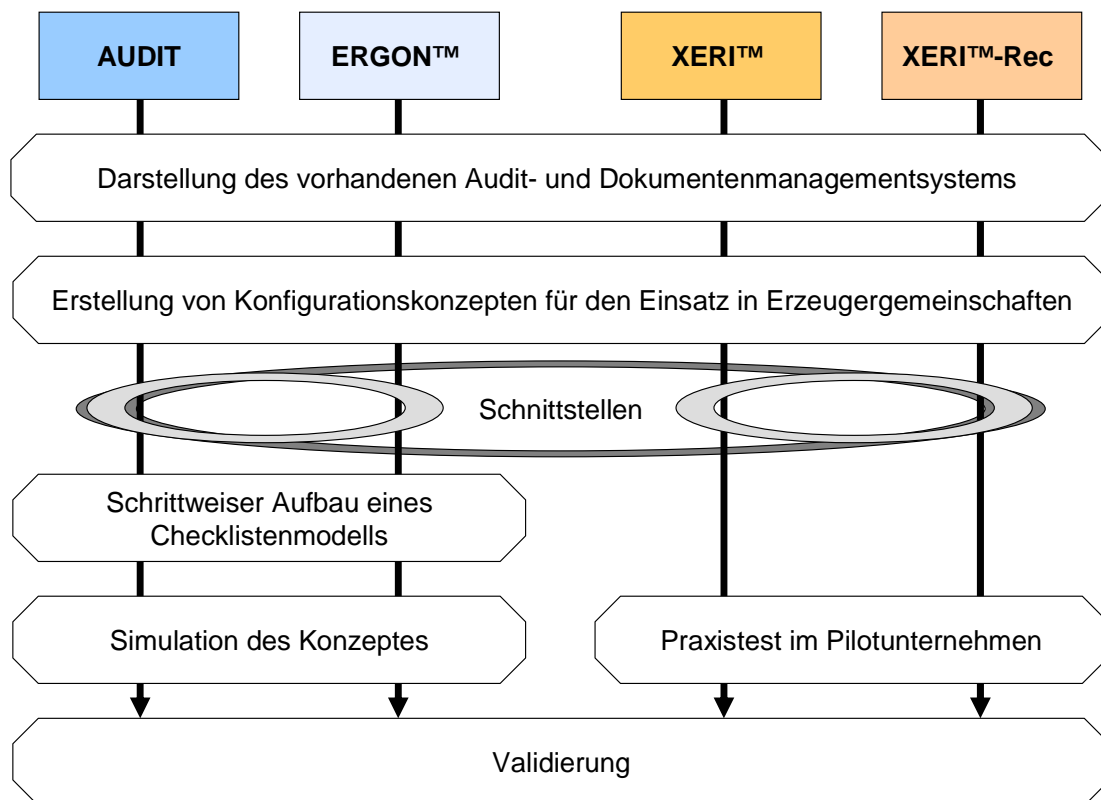 AUDIT
ERGON™
XERI™
XERI™-Rec
Darstellung des vorhandenen Audit- und Dokumentenmanagementsystems
Erstellung von Konfigurationskonzepten für den Einsatz in Erzeugergemeinschaften
Schnittstellen
Schrittweiser Aufbau eines
Checklistenmodells
Simulation des Konzeptes
Praxistest im Pilotunternehmen
Validierung